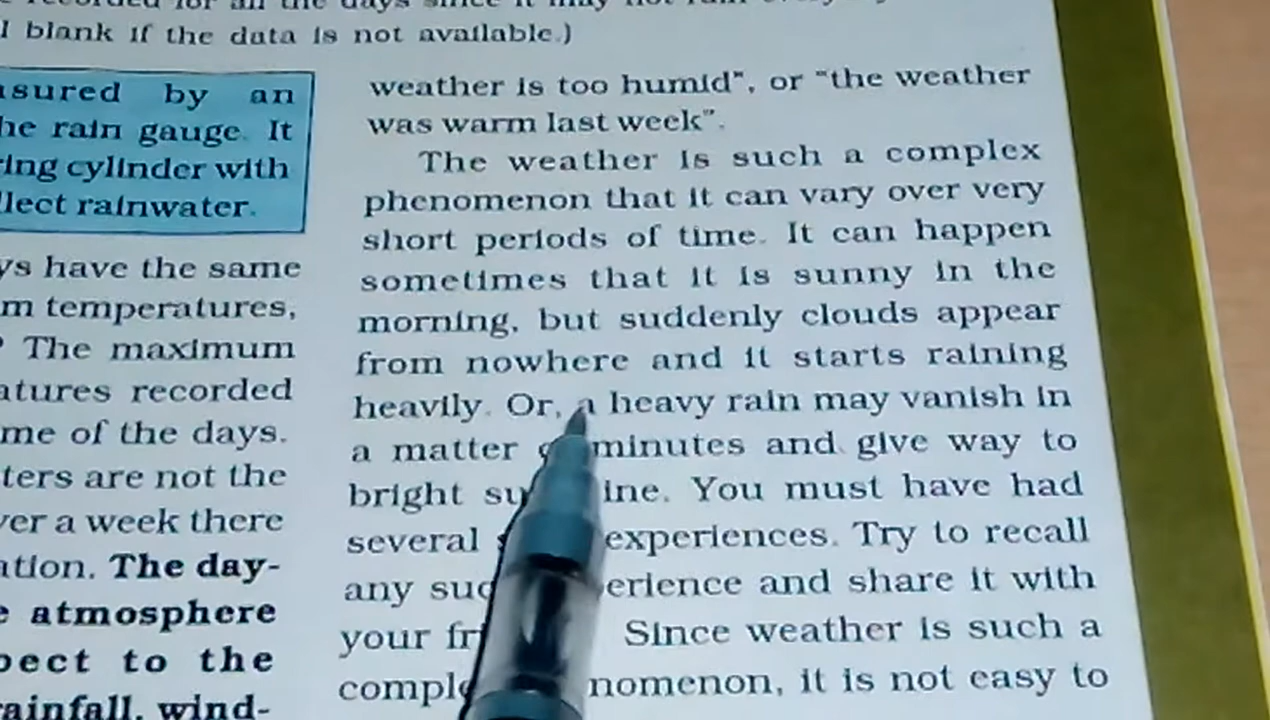 l blank if the data is not available.)
asured by an
he rain gauge. It
ring cylinder with
llect rainwater.
ys have the same
m temperatures,
? The maximum
atures recorded
me of the days.
ters are not the
ver a week there
ation. The day-
e atmosphere
pect to the
rainfall, wind-
weather is too humid", or "the weather
was warm last week".
The weather is such a complex
phenomenon that it can vary over very
short periods of time. It can happen
sometimes that it is sunny in the
morning, but suddenly clouds appear
from nowhere and it starts raining
heavily. Or, a heavy rain may vanish in
a matter minutes and give way to
bright su ine. You must have had
several experiences. Try to recall
any suc erience and share it with
your fri Since weather is such a
comple nomenon, it is not easy to